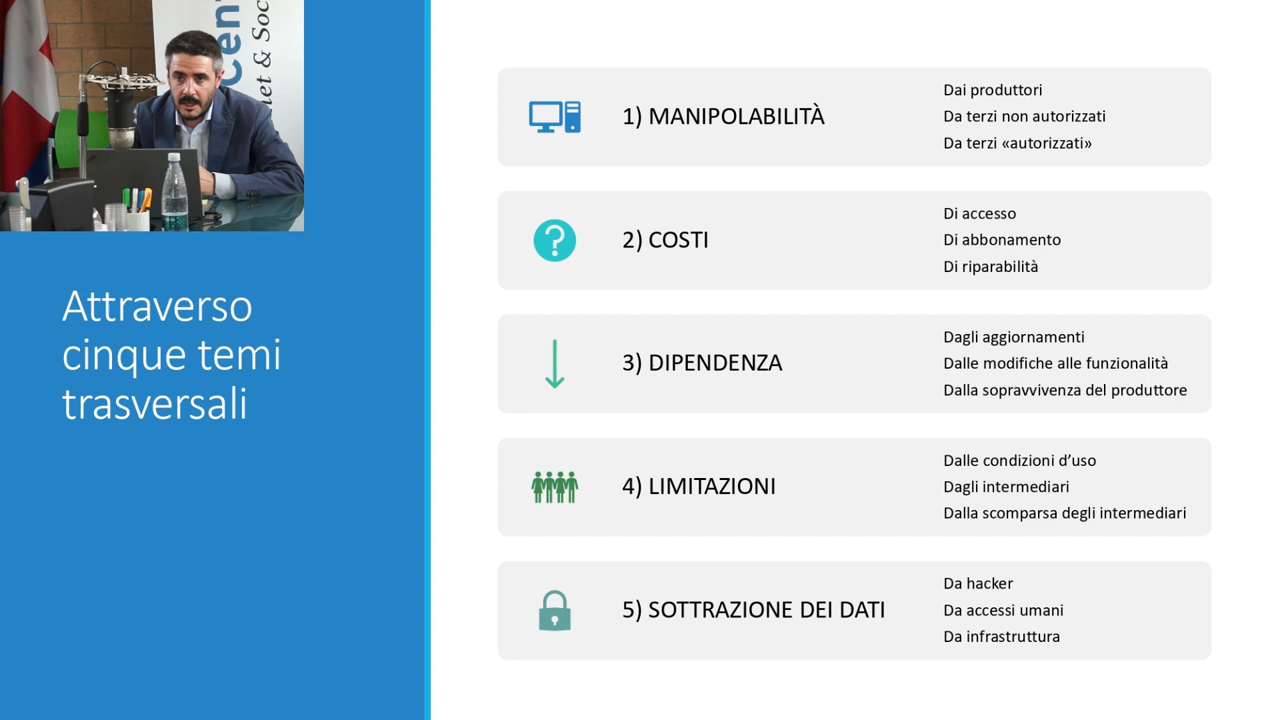 Cen
net & Soc
Attraverso
cinque temi
trasversali
1) MANIPOLABILITÀ
Dai produttori
Da terzi non autorizzati
Da terzi «autorizzati»
2) COSTI
Di accesso
Di abbonamento
Di riparabilità
3) DIPENDENZA
Dagli aggiornamenti
Dalle modifiche alle funzionalità
Dalla sopravvivenza del produttore
4) LIMITAZIONI
Dalle condizioni d’uso
Dagli intermediari
Dalla scomparsa degli intermediari
5) SOTTRAZIONE DEI DATI
Da hacker
Da accessi umani
Da infrastruttura